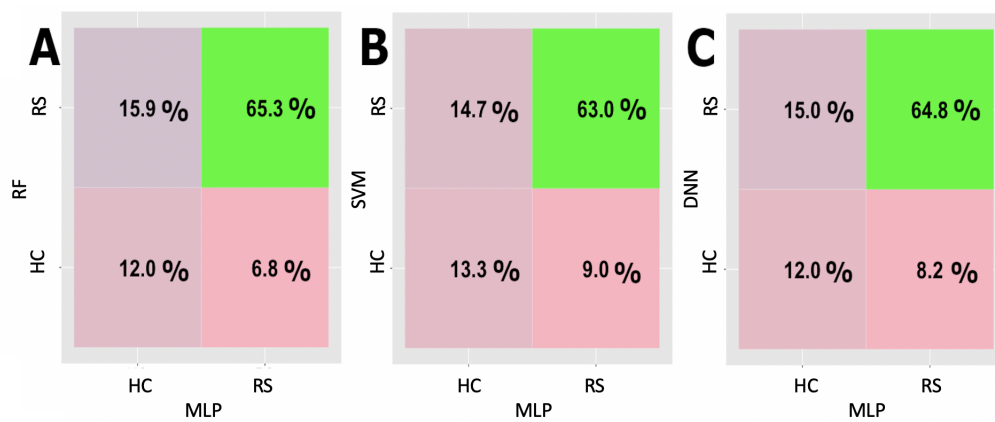 A
RS
15.9 %
65.3 %
RF
HC
12.0 %
6.8 %
HC
RS
MLP
B
RS
14.7 %
63.0 %
SVM
HC
13.3 %
9.0 %
HC
RS
MLP
C
RS
15.0 %
64.8 %
DNN
HC
12.0 %
8.2 %
HC
RS
MLP